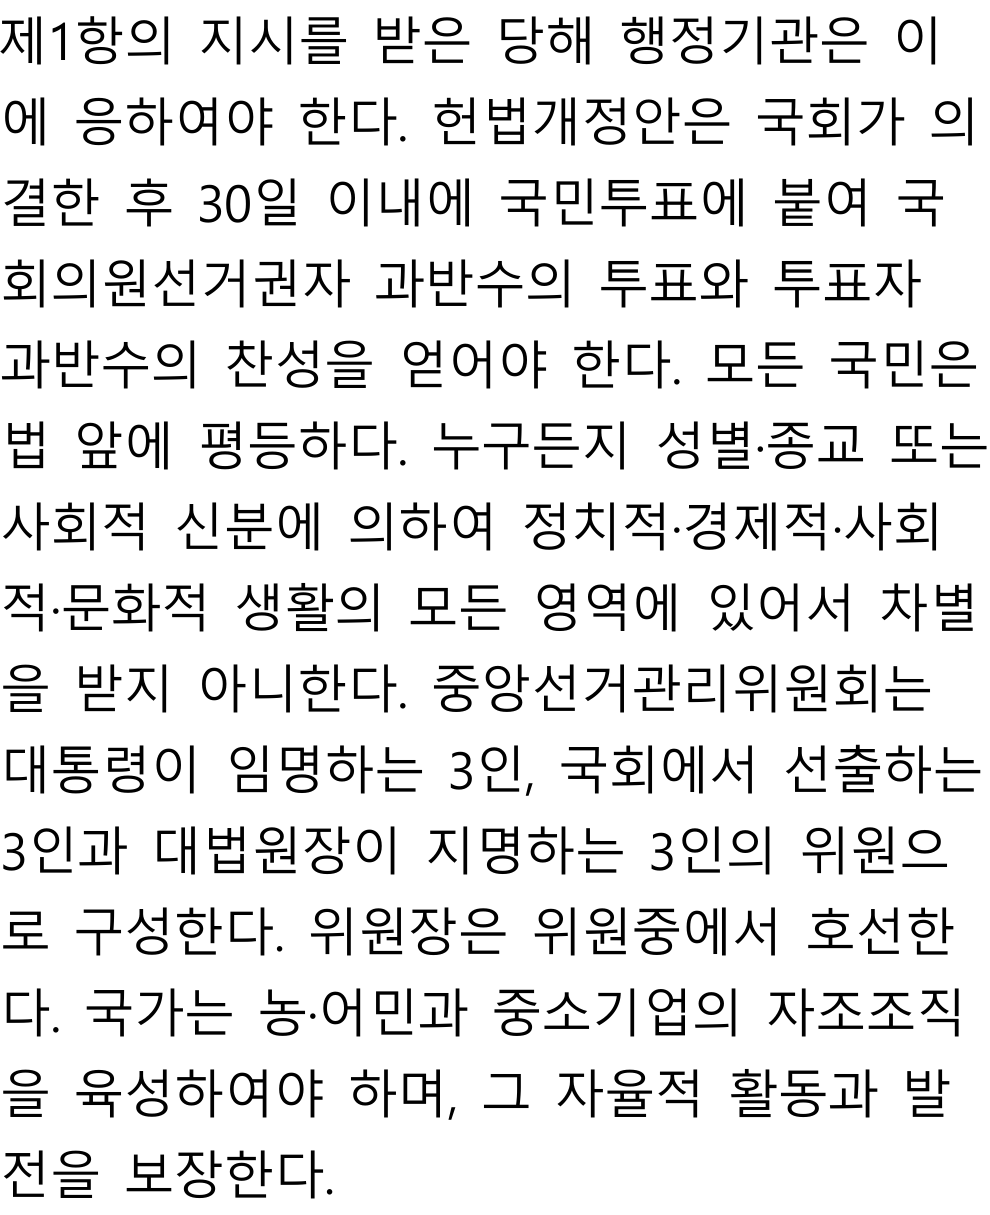 제1항의 지시를 받은 당해 행정기관은 이
에 응하여야 한다. 헌법개정안은 국회가 의
결한 후 30일 이내에 국민투표에 붙여 국
회의원선거권자 과반수의 투표와 투표자
과반수의 찬성을 얻어야 한다. 모든 국민은
법 앞에 평등하다. 누구든지 성별·종교 또는
사회적 신분에 의하여 정치적·경제적·사회
적·문화적 생활의 모든 영역에 있어서 차별
을 받지 아니한다. 중앙선거관리위원회는
대통령이 임명하는 3인, 국회에서 선출하는
3인과 대법원장이 지명하는 3인의 위원으
로 구성한다. 위원장은 위원중에서 호선한
다. 국가는 농·어민과 중소기업의 자조조직
을 육성하여야 하며, 그 자율적 활동과 발
전을 보장한다.